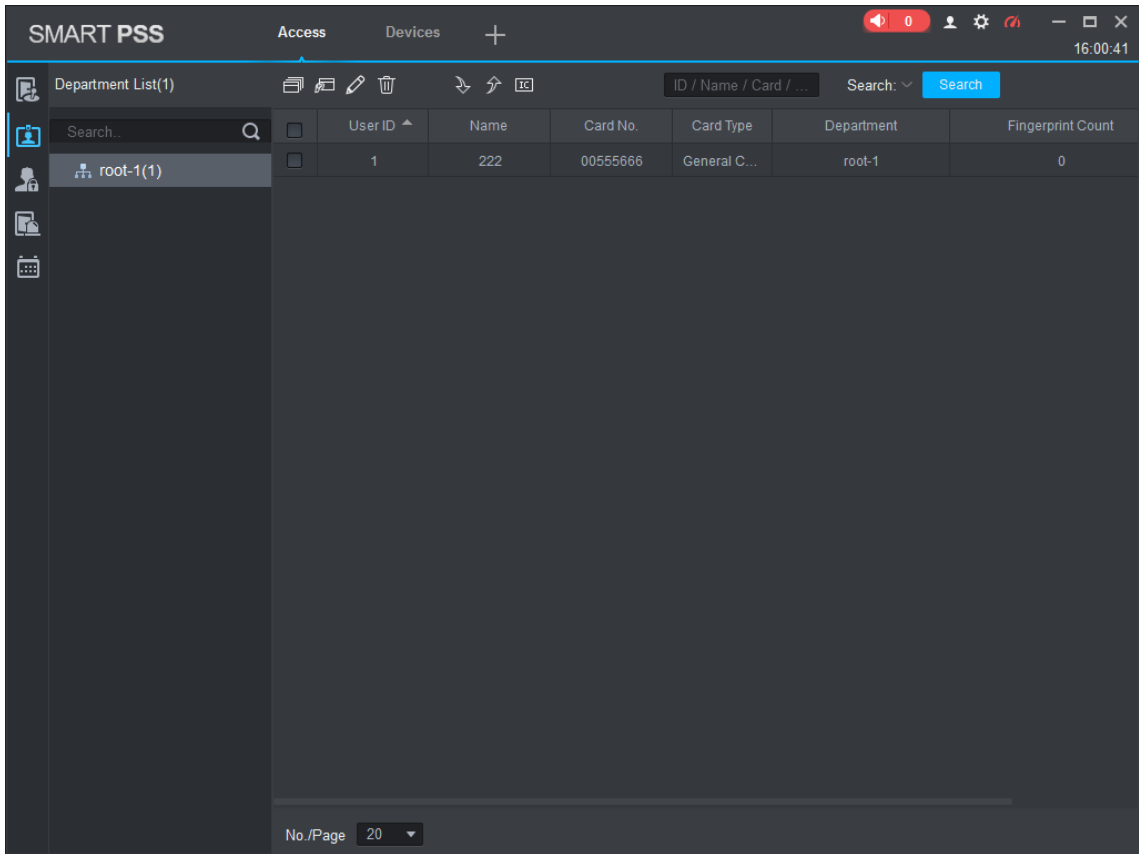 SMART PSS
Access
Devices
0
16:00:41
Department List(1)
IC
ID / Name / Card / ...
Search:
Search
Search..
User ID
Name
Card No.
Card Type
Department
Fingerprint Count
root-1(1)
1
222
00555666
General C...
root-1
0
No./Page
20